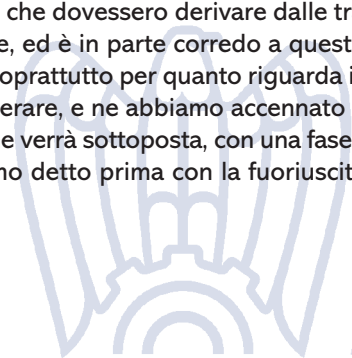 che dovessero derivare dalle tr
e, ed è in parte corredo a quest
oprattutto per quanto riguarda i
erare, e ne abbiamo accennato
e verrà sottoposta, con una fase
no detto prima con la fuoriuscit